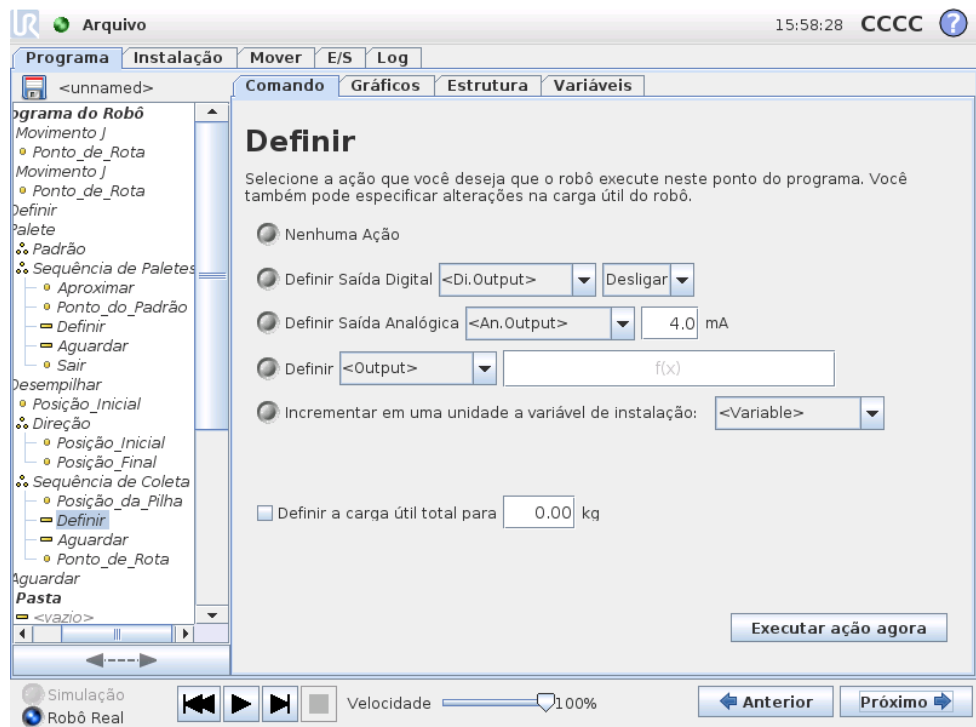 Arquivo 15:58:28 CCCC ?
Programa Instalação Mover E/S Log
<unnamed>
Comando Gráficos Estrutura Variáveis
ograma do Robô
Movimento J
Ponto_de_Rota
Movimento J
Ponto_de_Rota
Definir
Palete
Padrão
Sequência de Paletes
Aproximar
Ponto_do_Padrão
Definir
Aguardar
Sair
Desempilhar
Posição_Inicial
Direção
Posição_Inicial
Posição_Final
Sequência de Coleta
Posição_da_Pilha
Definir
Aguardar
Ponto_de_Rota
Aguardar
Pasta
<vazio>
Definir
Selecione a ação que você deseja que o robô execute neste ponto do programa. Você
também pode especificar alterações na carga útil do robô.
Nenhuma Ação
Definir Saída Digital <Di.Output> Desligar
Definir Saída Analógica <An.Output> 4.0 mA
Definir <Output> f(x)
Incrementar em uma unidade a variável de instalação: <Variable>
Definir a carga útil total para 0.00 kg
Executar ação agora
Simulação
Robô Real
Velocidade 100%
Anterior Próximo